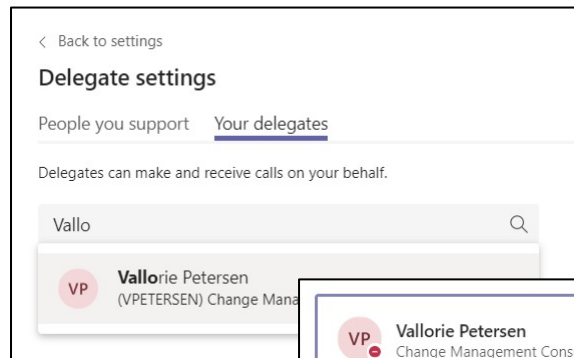 < Back to settings
Delegate settings
People you support Your delegates
Delegates can make and receive calls on your behalf.
Vallo
VP
Vallorie Petersen
(VPETERSEN) Change Mana
VP
Vallorie Petersen
Change Management Cons